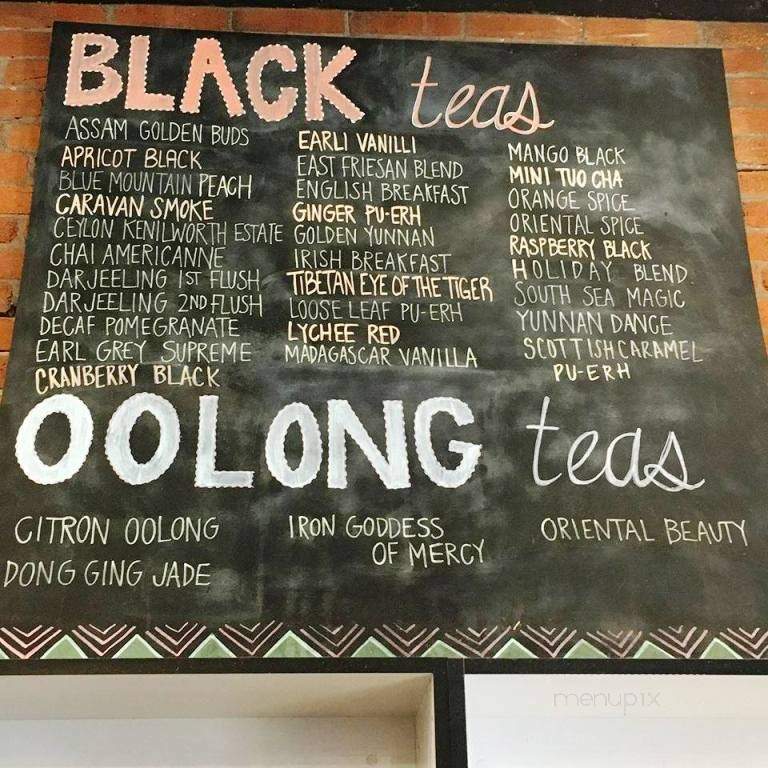 BLACK teas
ASSAM GOLDEN BUDS
APRICOT BLACK
BLUE MOUNTAIN PEACH
CARAVAN SMOKE
CEYLON KENILWORTH ESTATE
CHAI AMERICANNE
DARJEELING 1ST FLUSH
DARJEELING 2ND FLUSH
DECAF POMEGRANATE
EARL GREY SUPREME
CRANBERRY BLACK
EARLI VANILLI
EAST FRIESAN BLEND
ENGLISH BREAKFAST
GINGER PU-ERH
GOLDEN YUNNAN
IRISH BREAKFAST
TIBETAN EYE OF THE TIGER
LOOSE LEAF PU-ERH
LYCHEE RED
MADAGASCAR VANILLA
MANGO BLACK
MINI TUO CHA
ORANGE SPICE
ORIENTAL SPICE
RASPBERRY BLACK
HOLIDAY BLEND
SOUTH SEA MAGIC
YUNNAN DANCE
SCOTTISH CARAMEL
PU-ERH
OOLONG teas
CITRON OOLONG
DONG GING JADE
IRON GODDESS
OF MERCY
ORIENTAL BEAUTY
menupix